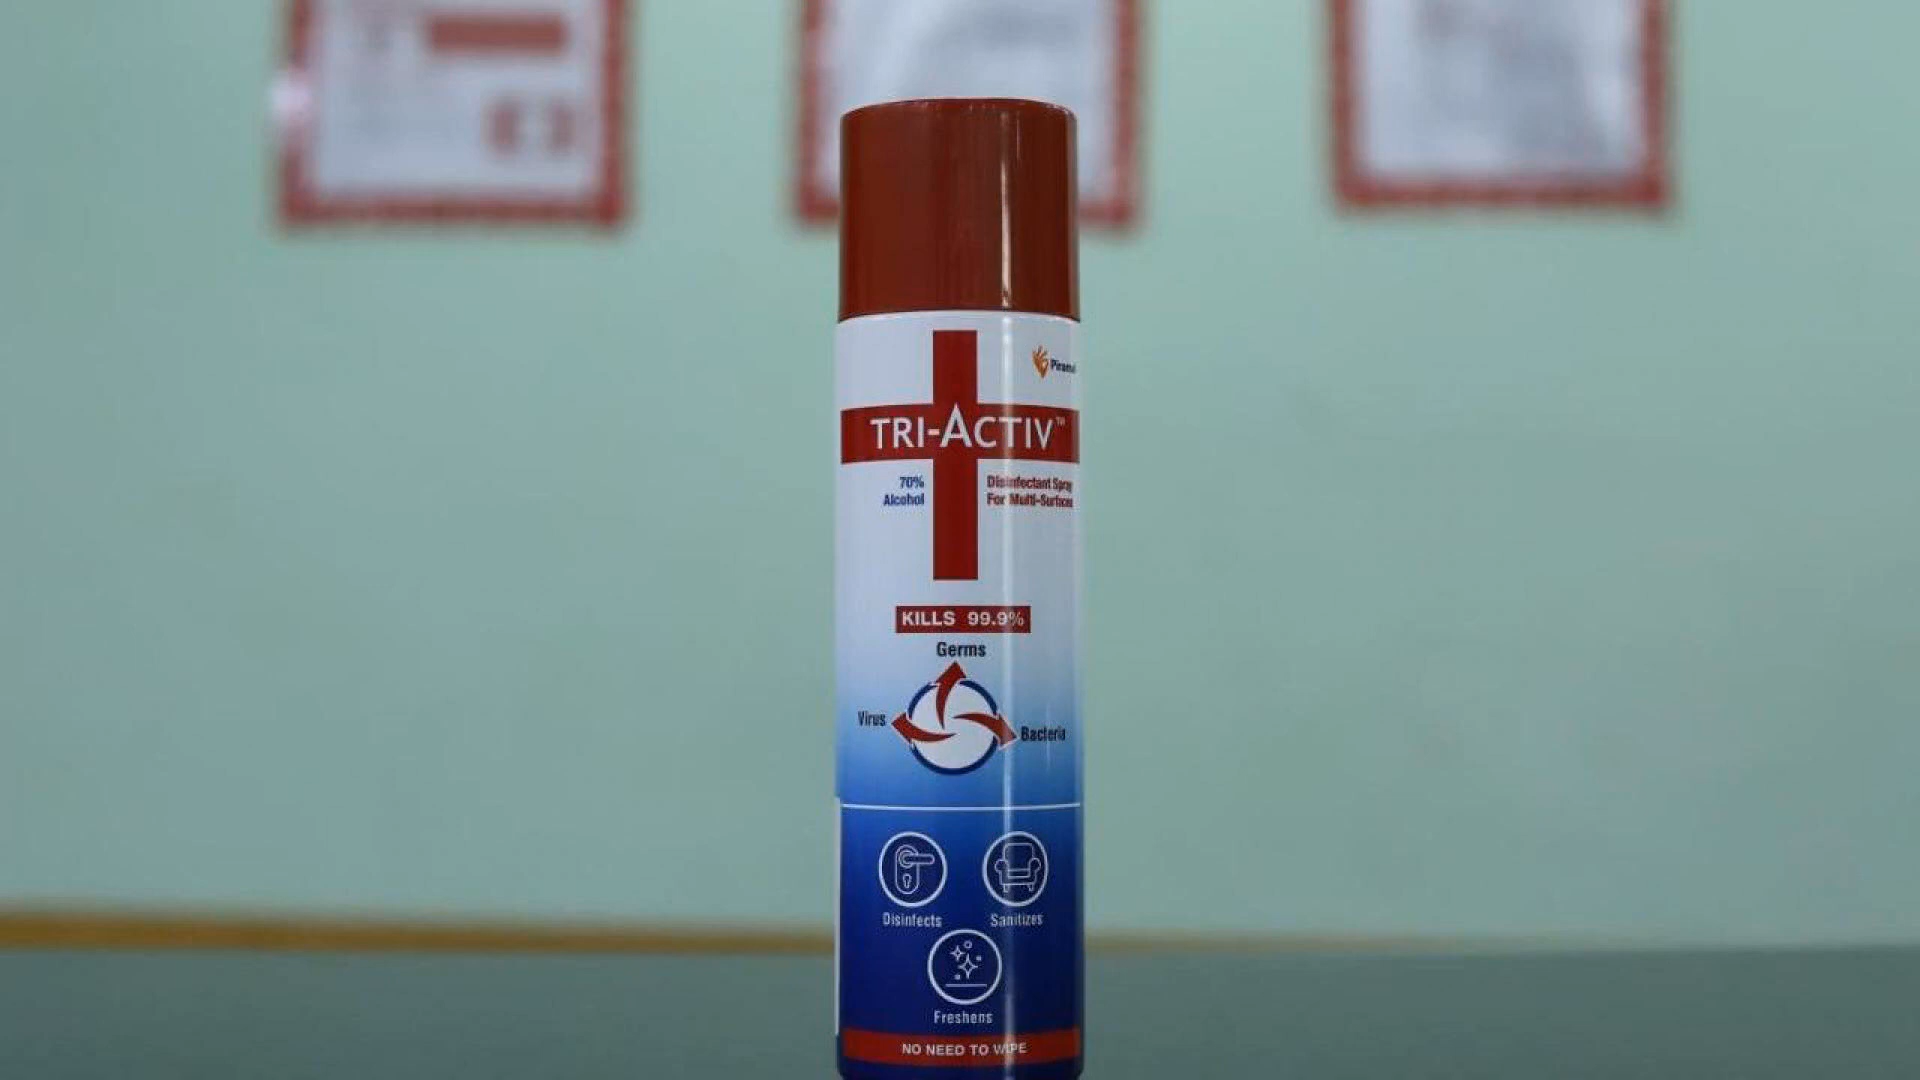 Piramal
TRI-ACTIV™
70%
Alcohol
Disinfectant Spray
For Multi-Surfaces
KILLS 99.9%
Germs
Virus
Bacteria
Disinfects
Sanitizes
Freshens
NO NEED TO WIPE